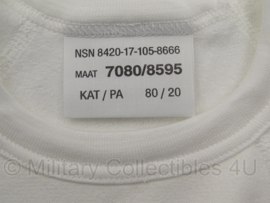 NSN 8420-17-105-8666
MAAT 7080/8595
KAT / PA 80 / 20
© Military Collectibles 4U